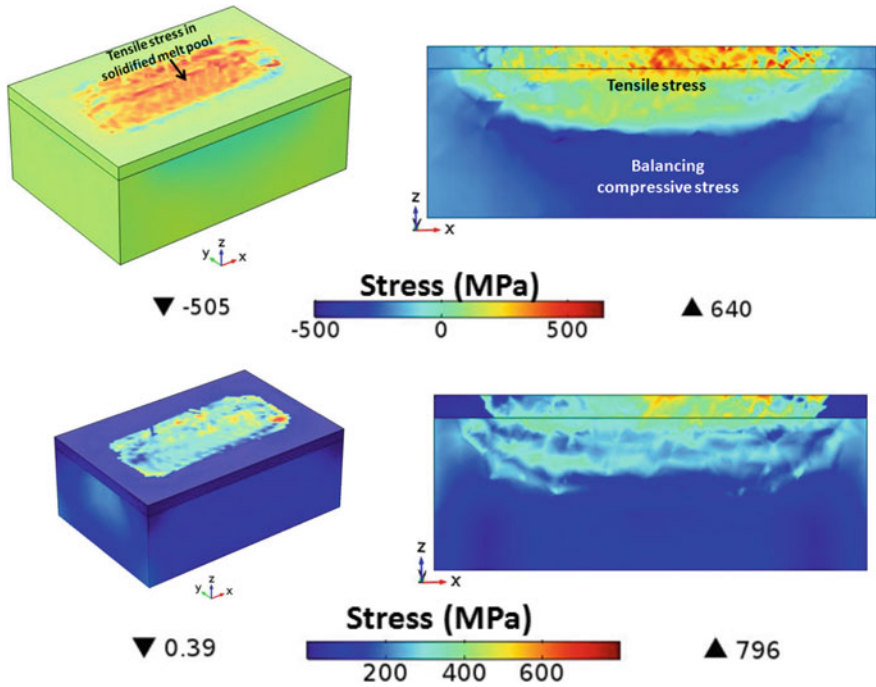 Tensile stress in
solidified melt pool
Tensile stress
Balancing
compressive stress
z
y x
z
y x
Stress (MPa)
▼ -505
-500 0 500
▲ 640
z
y x
z
y x
Stress (MPa)
▼ 0.39
200 400 600
▲ 796